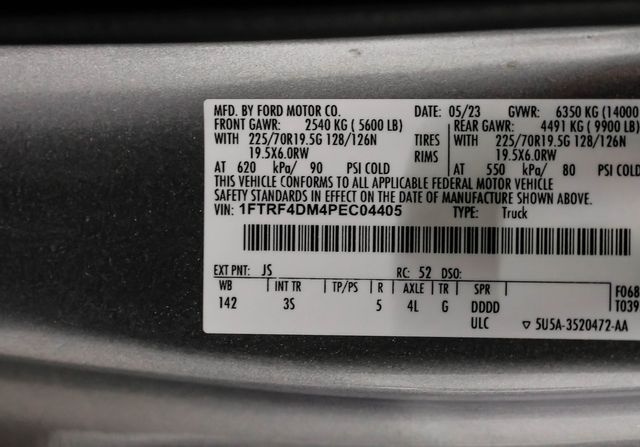 MFD. BY FORD MOTOR CO. DATE: 05/23 GVWR: 6350 KG (14000
FRONT GAWR: 2540 KG ( 5600 LB) REAR GAWR: 4491 KG ( 9900 LB)
WITH 225/70R19.5G 128/126N TIRES WITH 225/70R19.5G 128/126N
19.5X6.0RW RIMS 19.5X6.0RW
AT 620 kPa/ 90 PSI COLD AT 550 kPa/ 80 PSI COL
THIS VEHICLE CONFORMS TO ALL APPLICABLE FEDERAL MOTOR VEHICLE
SAFETY STANDARDS IN EFFECT ON THE DATE OF MANUFACTURE SHOWN ABOVE.
VIN: 1FTRF4DM4PEC04405 TYPE: Truck
EXT PNT: JS RC: 52 DSO:
WB INT TR TP/PS R AXLE TR SPR F068
142 3S 5 4L G DDDD T039
ULC ▽ 5U5A-3520472-AA